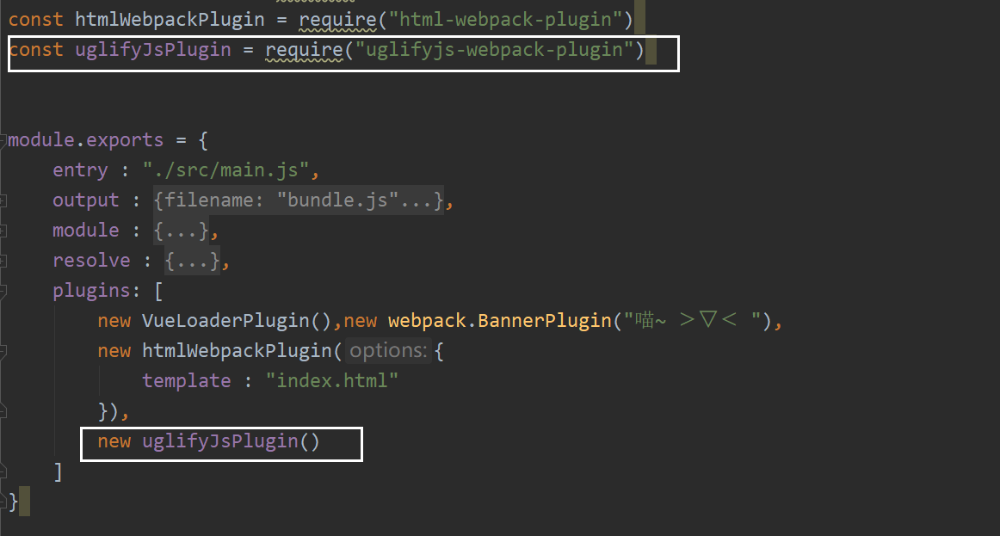 const htmlWebpackPlugin = require("html-webpack-plugin")
const uglifyJsPlugin = require("uglifyjs-webpack-plugin")
module.exports = {
entry : "./src/main.js",
output : {filename: "bundle.js"...},
module : {...},
resolve : {...},
plugins: [
new VueLoaderPlugin(),new webpack.BannerPlugin("喵~ >▽< "),
new htmlWebpackPlugin( options: {
template : "index.html"
}),
new uglifyJsPlugin()
]
}